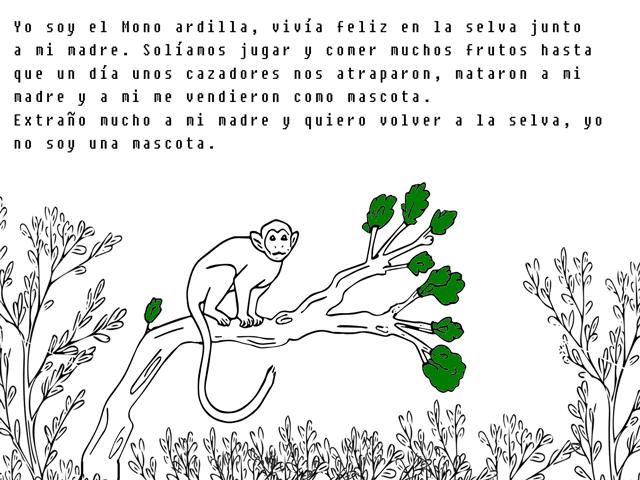 Yo soy el Mono ardilla, vivía feliz en la selva junto
a mi madre. Solíamos jugar y comer muchos frutos hasta
que un día unos cazadores nos atraparon, mataron a mi
madre y a mi me vendieron como mascota.
Extraño mucho a mi madre y quiero volver a la selva, yo
no soy una mascota.